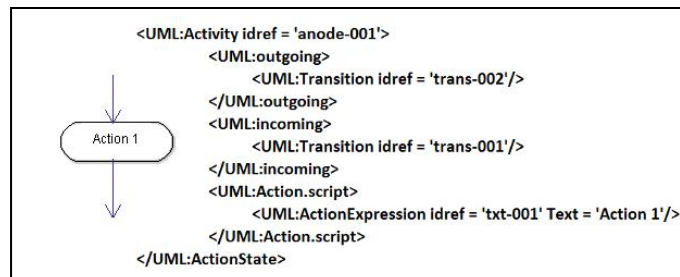 <UML:Activity idref = 'anode-001'>
<UML:outgoing>
<UML:Transition idref = 'trans-002'/>
</UML:outgoing>
<UML:incoming>
<UML:Transition idref = 'trans-001'/>
</UML:incoming>
<UML:Action.script>
<UML:ActionExpression idref = 'txt-001' Text = 'Action 1'/>
</UML:Action.script>
</UML:ActionState>
Action 1